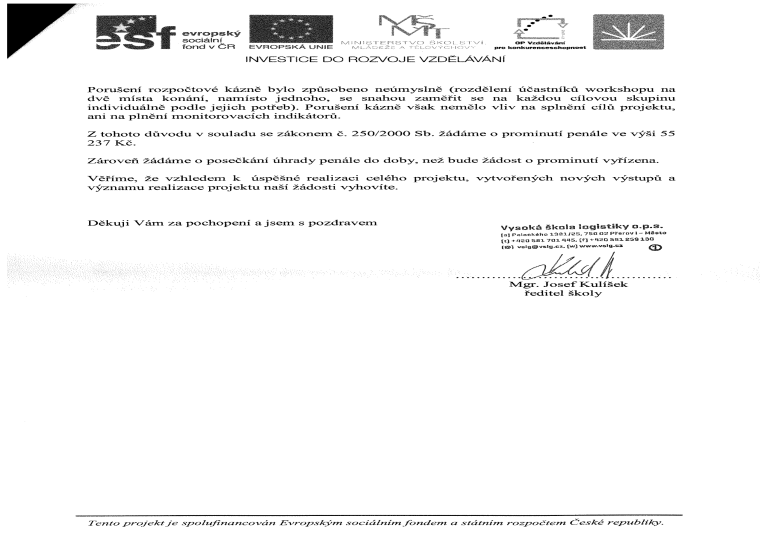 esf evropský
sociální
fond v ČR
EVROPSKÁ UNIE
MINISTERSTVO ŠKOLSTVÍ
MLÁDEŽE A TĚLOVÝCHOVY
OP Vzdělávání
pro konkurenceschopnost
INVESTICE DO ROZVOJE VZDĚLÁVÁNÍ
Porušení rozpočtové kázně bylo způsobeno neúmyslně (rozdělení účastníků workshopu na
dvě místa konání, namísto jednoho, se snahou zaměřit se na každou cílovou skupinu
individuálně podle jejich potřeb). Porušení kázně však nemělo vliv na splnění cílů projektu,
ani na plnění monitorovacích indikátorů.
Z tohoto důvodu v souladu se zákonem č. 250/2000 Sb. žádáme o prominutí penále ve výši 55
237 Kč.
Zároveň žádáme o posečkání úhrady penále do doby, než bude žádost o prominutí vyřízena.
Věříme, že vzhledem k úspěšné realizaci celého projektu, vytvořených nových výstupů a
významu realizace projektu naší žádosti vyhovíte.
Děkuji Vám za pochopení a jsem s pozdravem
Vysoká škola logistiky o.p.s.
(a) Palackého 1381/25, 750 02 Přerov I – Město
(t) +420 581 701 445, (f) +420 581 259 130
(@) vslg@vslg.cz, (w) www.vslg.cz
Mgr. Josef Kulíšek
ředitel školy
Tento projekt je spolufinancován Evropským sociálním fondem a státním rozpočtem České republiky.